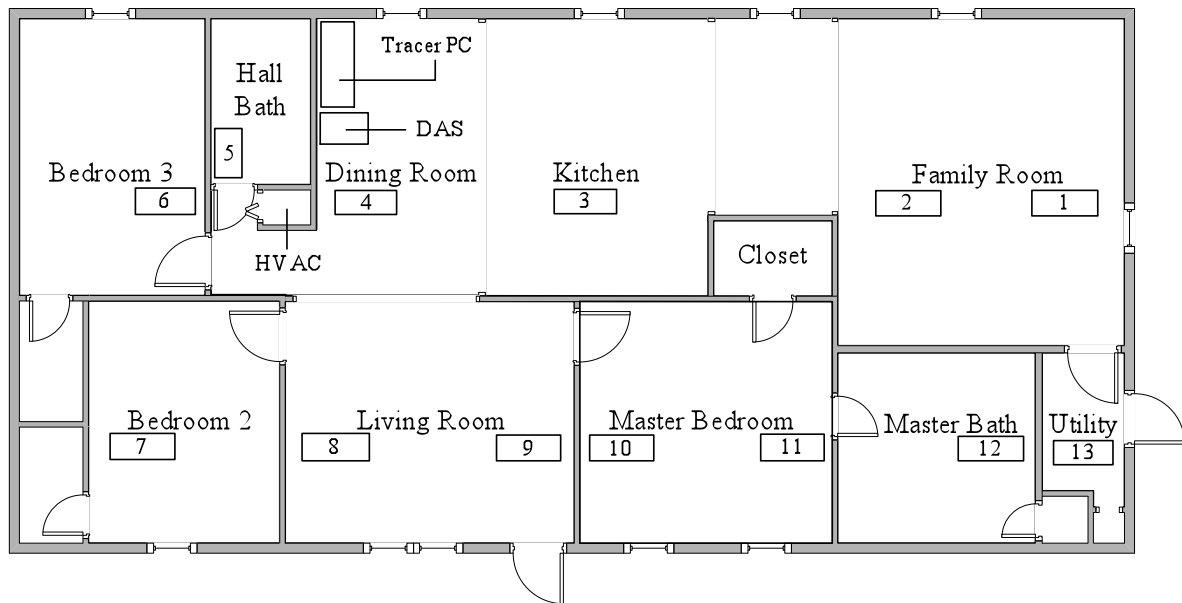 Tracer PC
Hall
Bath
DAS
5
Bedroom 3
6
Dining Room
4
Kitchen
3
Family Room
2
1
HVAC
Closet
Bedroom 2
7
Living Room
8
9
Master Bedroom
10
11
Master Bath
12
Utility
13